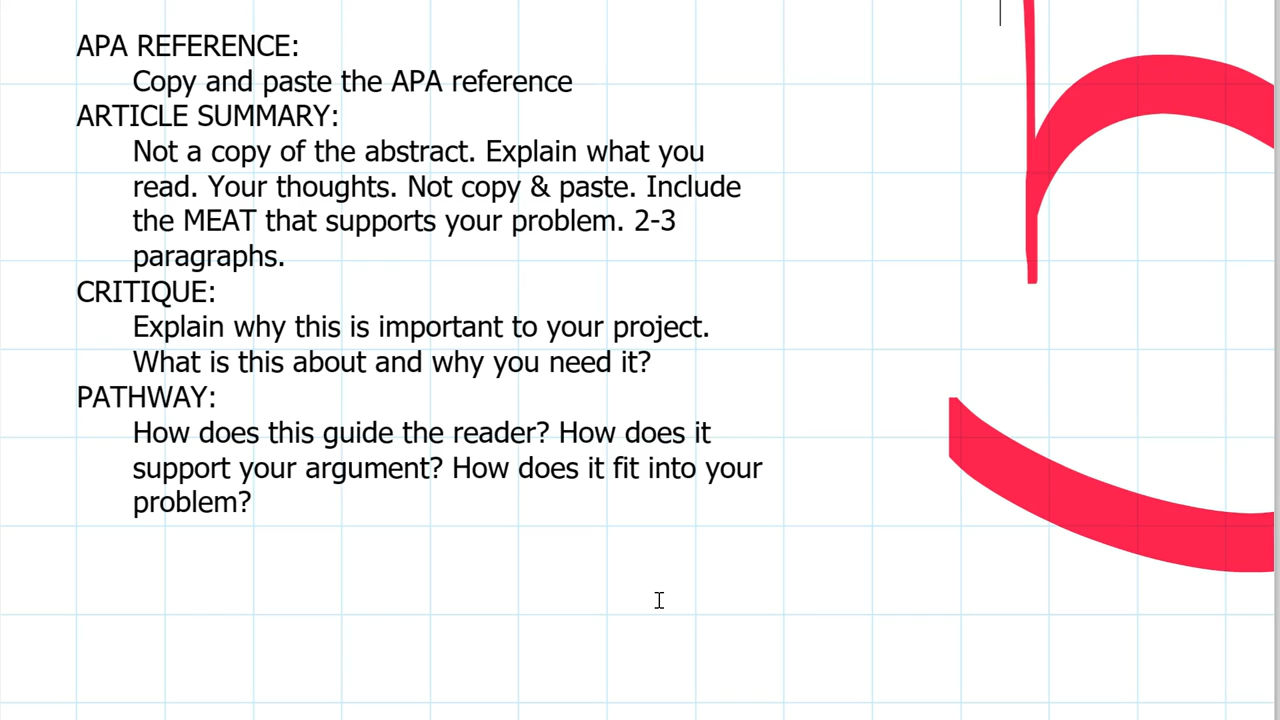 APA REFERENCE:
Copy and paste the APA reference
ARTICLE SUMMARY:
Not a copy of the abstract. Explain what you
read. Your thoughts. Not copy & paste. Include
the MEAT that supports your problem. 2-3
paragraphs.
CRITIQUE:
Explain why this is important to your project.
What is this about and why you need it?
PATHWAY:
How does this guide the reader? How does it
support your argument? How does it fit into your
problem?